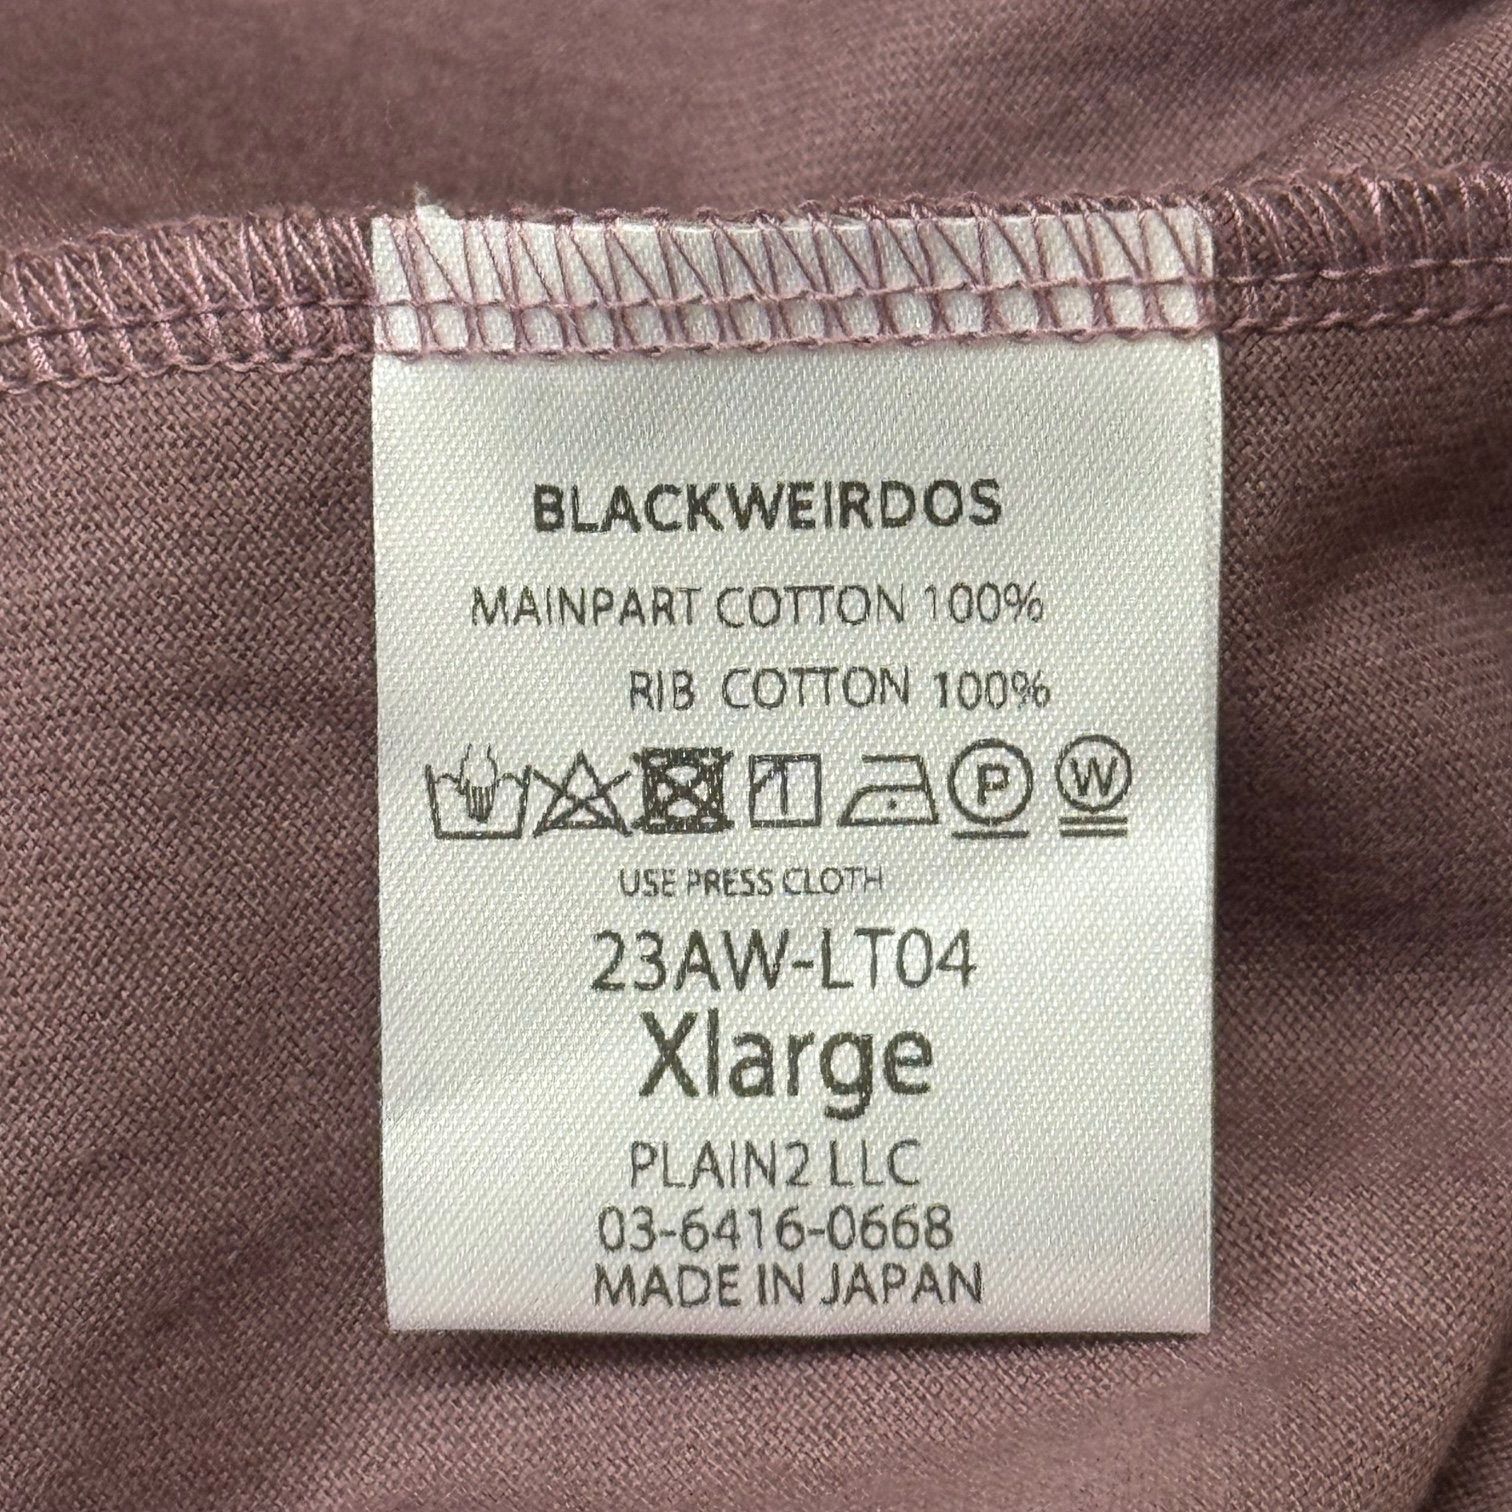 BLACKWEIRDOS
MAINPART COTTON 100%
RIB COTTON 100%
P W
USE PRESS CLOTH
23AW-LT04
Xlarge
PLAIN2 LLC
03-6416-0668
MADE IN JAPAN